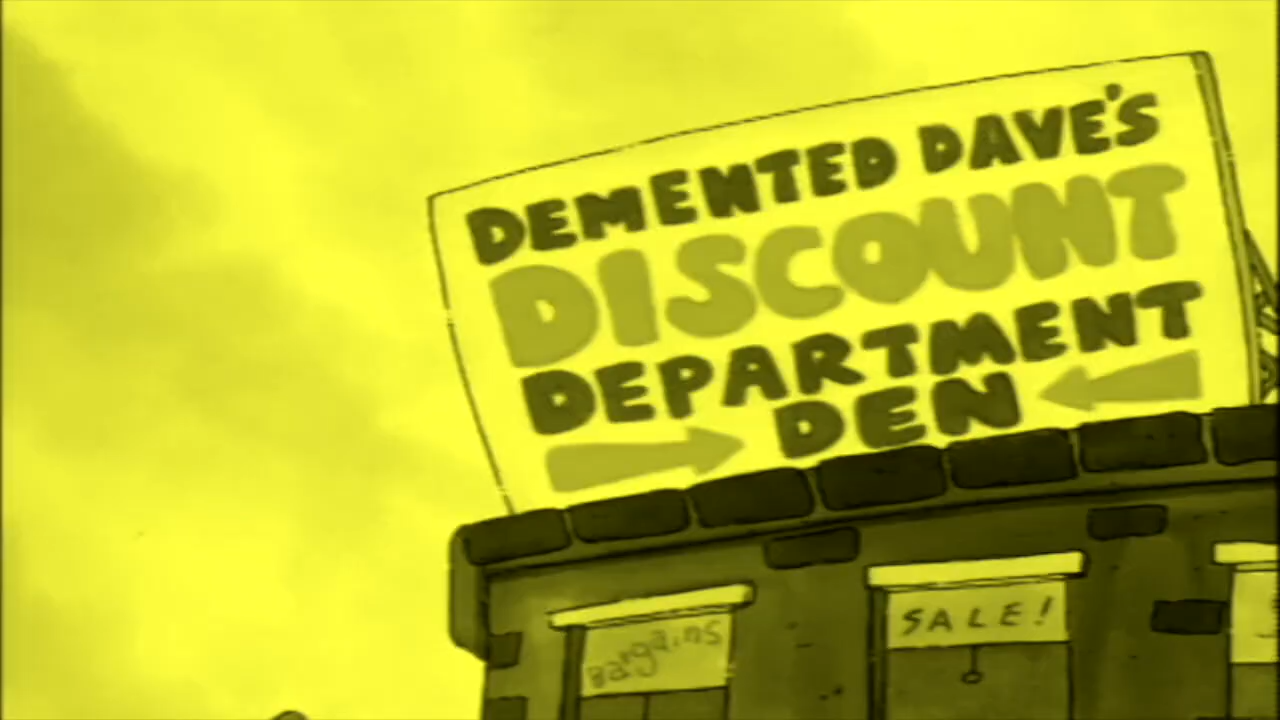 DEMENTED DAVE'S
DISCOUNT
DEPARTMENT
DEN
bargains
SALE!